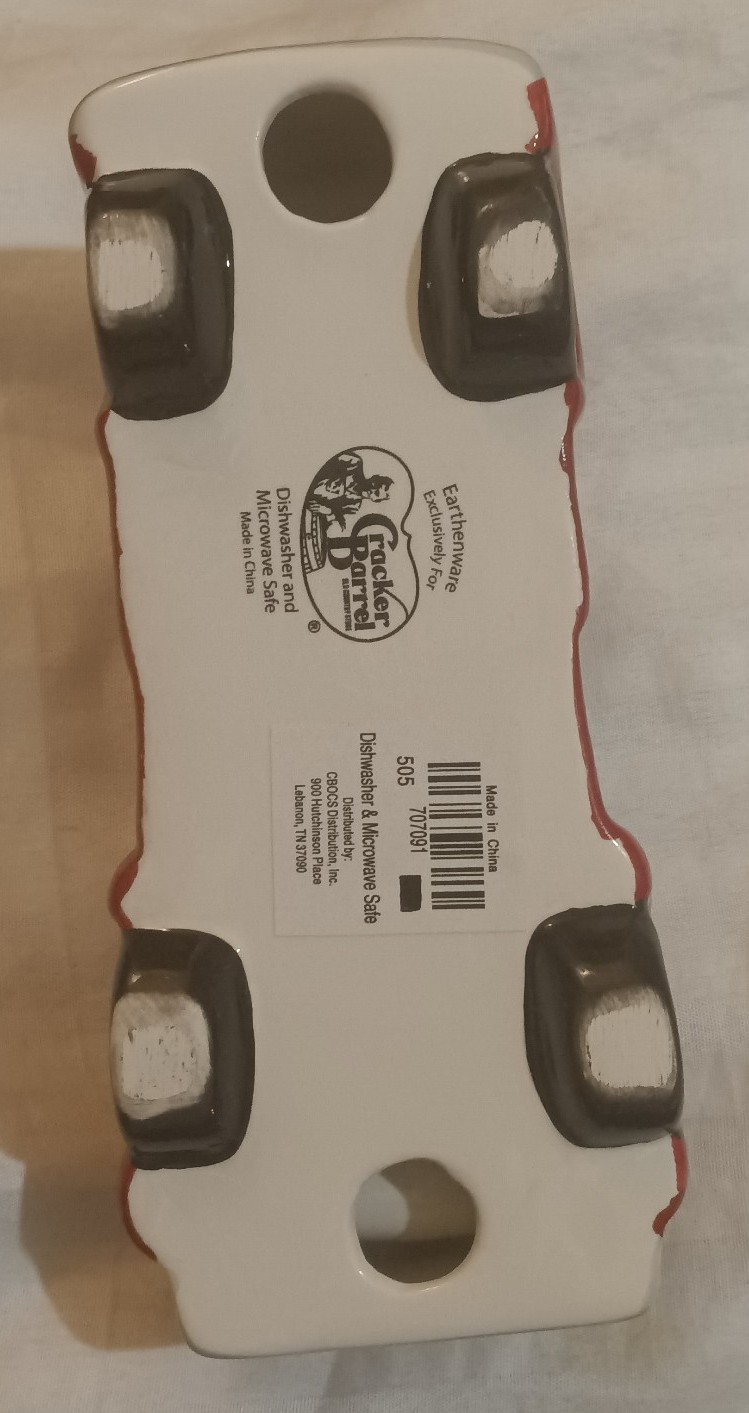 Earthenware
Exclusively For
Cracker
Barrel
OLD COUNTRY STORE
®
Dishwasher and
Microwave Safe
Made in China
Made in China
505 707091
Dishwasher & Microwave Safe
Distributed by:
CBOCS Distribution, Inc.
900 Hutchinson Place
Lebanon, TN 37090